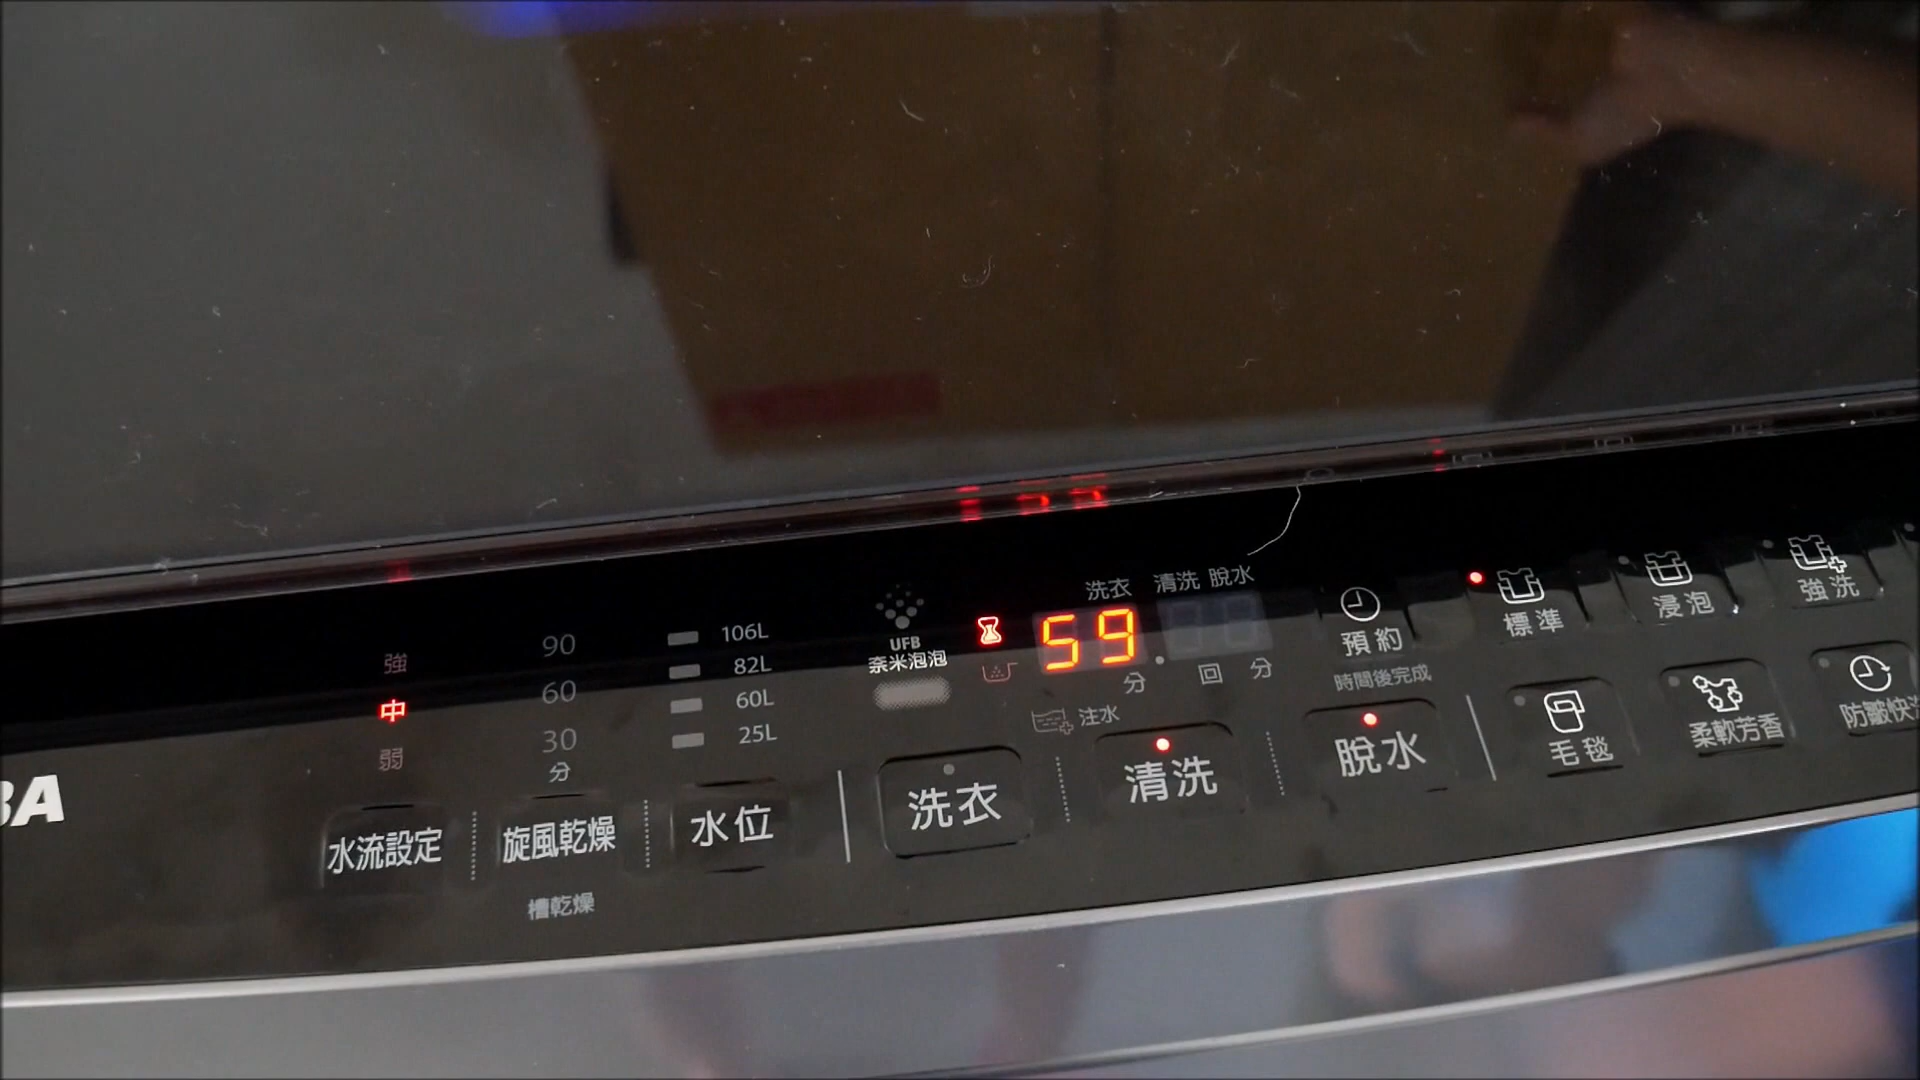 BA
強
中
弱
水流設定
90
60
30
分
旋風乾燥
槽乾燥
106L
82L
60L
25L
水位
UFB
奈米泡泡
洗衣 清洗 脫水
59
分 回 分
注水
洗衣
清洗
脫水
預約
時間後完成
標準
浸泡
強洗
毛毯
柔軟芳香
防皺快